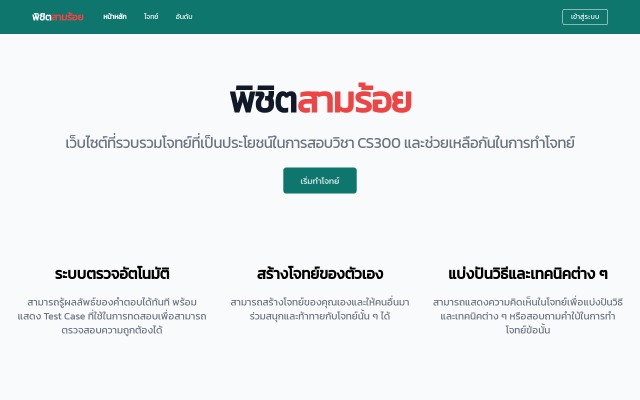 พิชิตสามร้อย หน้าหลัก โจทย์ อันดับ เข้าสู่ระบบ
พิชิตสามร้อย
เว็บไซต์ที่รวบรวมโจทย์ที่เป็นประโยชน์ในการสอบวิชา CS300 และช่วยเหลือกันในการทำโจทย์
เริ่มทำโจทย์
ระบบตรวจอัตโนมัติ
สามารถรู้ผลลัพธ์ของคำตอบได้ทันที พร้อม
แสดง Test Case ที่ใช้ในการทดสอบเพื่อสามารถ
ตรวจสอบความถูกต้องได้
สร้างโจทย์ของตัวเอง
สามารถสร้างโจทย์ของคุณเองและให้คนอื่นมา
ร่วมสนุกและท้าทายกับโจทย์นั้น ๆ ได้
แบ่งปันวิธีและเทคนิคต่าง ๆ
สามารถแสดงความคิดเห็นในโจทย์เพื่อแบ่งปันวิธี
และเทคนิคต่าง ๆ หรือสอบถามคำใบ้ในการทำ
โจทย์ข้อนั้น